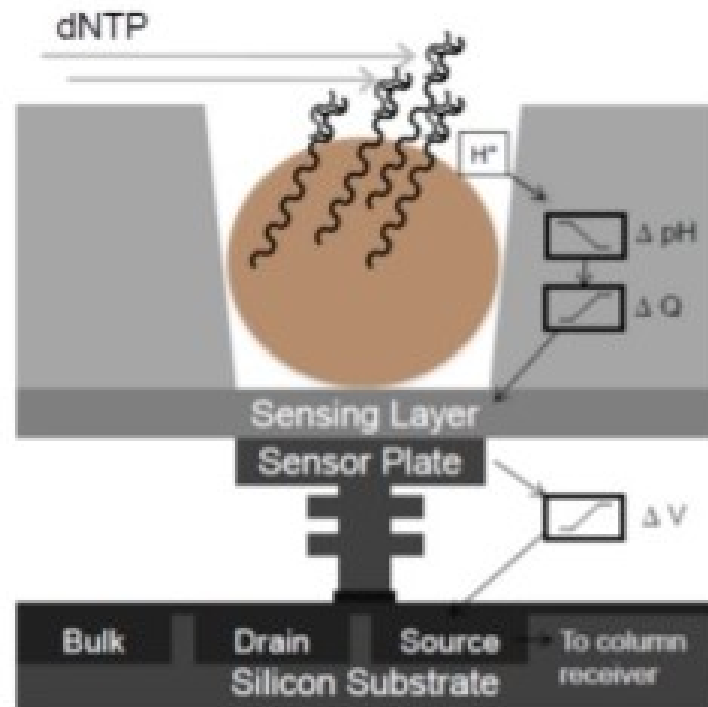 dNTP
H⁺
Δ pH
Δ Q
Sensing Layer
Sensor Plate
Δ V
Bulk
Drain
Source
To column
receiver
Silicon Substrate